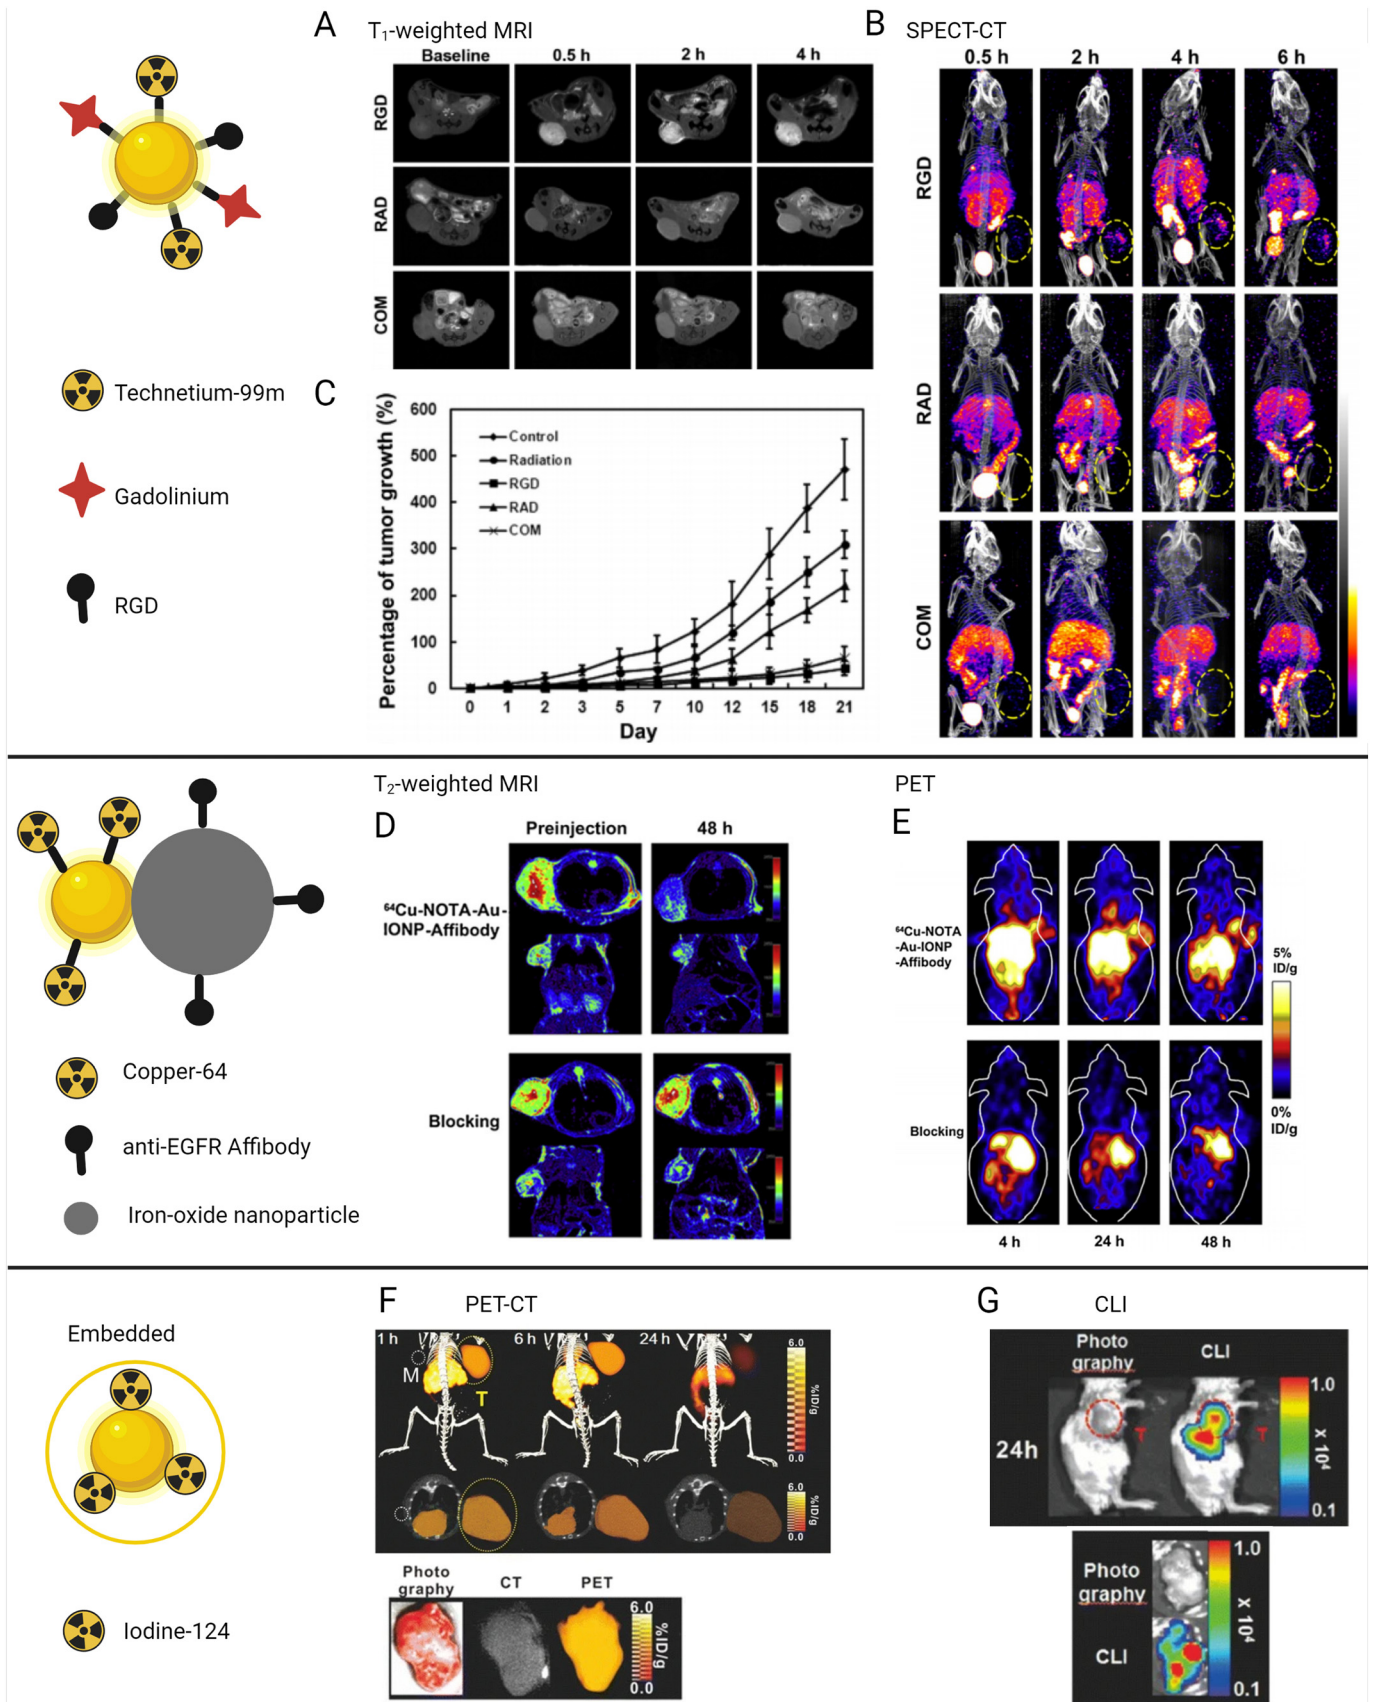 A
T₁-weighted MRI
Baseline 0.5 h 2 h 4 h
RGD
RAD
COM
B
SPECT-CT
0.5 h 2 h 4 h 6 h
RGD
RAD
COM
Technetium-99m
Gadolinium
RGD
C
Percentage of tumor growth (%)
600
500
400
300
200
100
0
Control
Radiation
RGD
RAD
COM
0 1 2 3 5 7 10 12 15 18 21
Day
T₂-weighted MRI
D
Preinjection 48 h
⁶⁴Cu-NOTA-Au-
IONP-Affibody
Blocking
PET
E
⁶⁴Cu-NOTA
-Au-IONP
-Affibody
5%
ID/g
0%
ID/g
Blocking
4 h 24 h 48 h
Copper-64
anti-EGFR Affibody
Iron-oxide nanoparticle
Embedded
Iodine-124
F
PET-CT
1 h 6 h 24 h
M
T
6.0
%ID/g
0.0
6.0
%ID/g
0.0
Photo
graphy
CT
PET
6.0
%ID/g
0.0
G
CLI
Photo
graphy
CLI
24h
T T
1.0
x 10⁴
0.1
Photo
graphy
CLI
1.0
x 10⁴
0.1